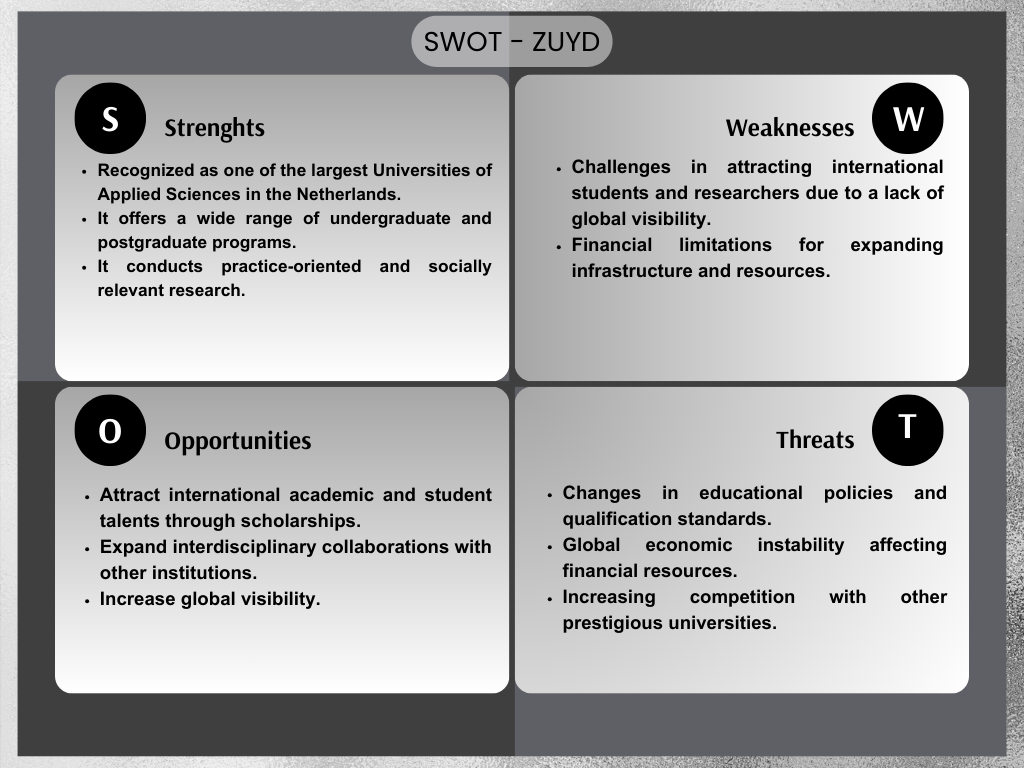 SWOT - ZUYD
S
Strenghts
• Recognized as one of the largest Universities of
Applied Sciences in the Netherlands.
• It offers a wide range of undergraduate and
postgraduate programs.
• It conducts practice-oriented and socially
relevant research.
Weaknesses
W
• Challenges in attracting international
students and researchers due to a lack of
global visibility.
• Financial limitations for expanding
infrastructure and resources.
O
Opportunities
• Attract international academic and student
talents through scholarships.
• Expand interdisciplinary collaborations with
other institutions.
• Increase global visibility.
Threats
T
• Changes in educational policies and
qualification standards.
• Global economic instability affecting
financial resources.
• Increasing competition with other
prestigious universities.